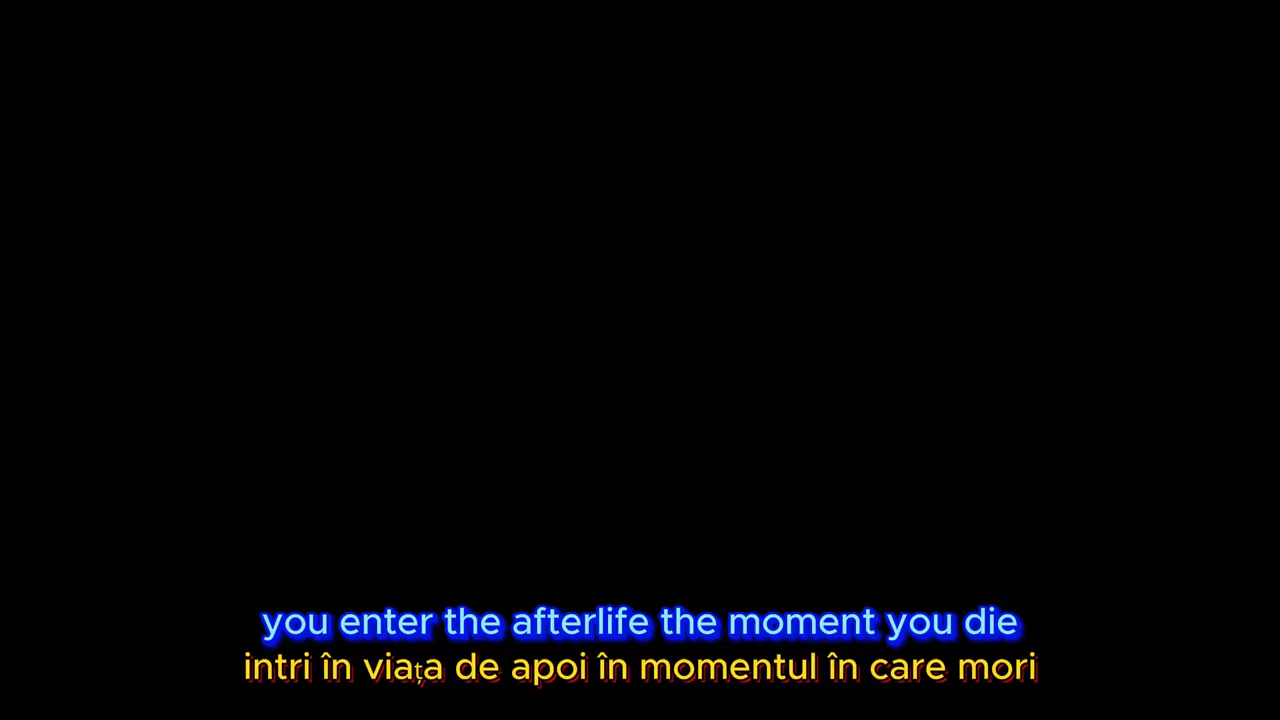 you enter the afterlife the moment you die
intri în viața de apoi în momentul în care mori